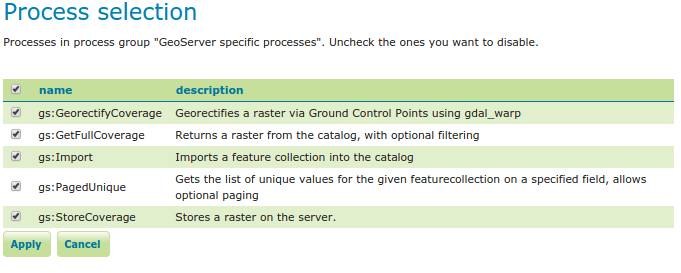 Process selection
Processes in process group "GeoServer specific processes". Uncheck the ones you want to disable.
name description
gs:GeorectifyCoverage Georectifies a raster via Ground Control Points using gdal_warp
gs:GetFullCoverage Returns a raster from the catalog, with optional filtering
gs:Import Imports a feature collection into the catalog
gs:PagedUnique Gets the list of unique values for the given featurecollection on a specified field, allows
optional paging
gs:StoreCoverage Stores a raster on the server.
Apply Cancel